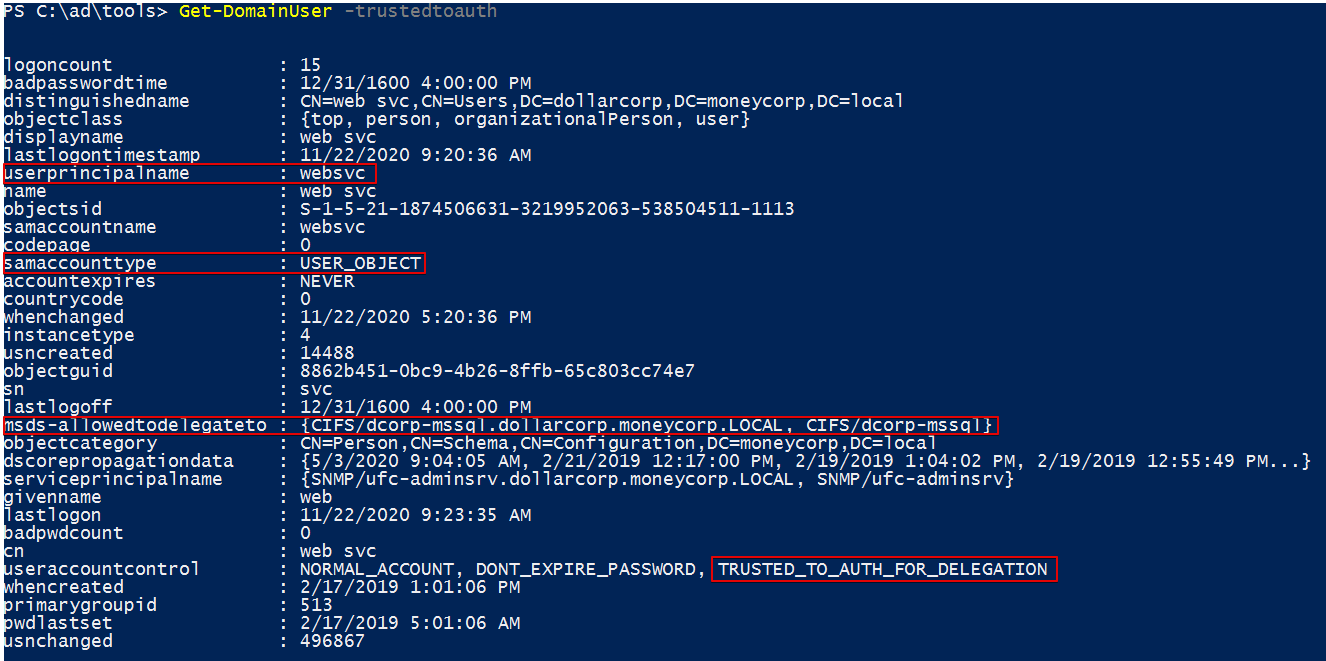 PS C:\ad\tools> Get-DomainUser -trustedtoauth
logoncount : 15
badpasswordtime : 12/31/1600 4:00:00 PM
distinguishedname : CN=web svc,CN=Users,DC=dollarcorp,DC=moneycorp,DC=local
objectclass : {top, person, organizationalPerson, user}
displayname : web svc
lastlogontimestamp : 11/22/2020 9:20:36 AM
userprincipalname : websvc
name : web svc
objectsid : S-1-5-21-1874506631-3219952063-538504511-1113
samaccountname : websvc
codepage : 0
samaccounttype : USER_OBJECT
accountexpires : NEVER
countrycode : 0
whenchanged : 11/22/2020 5:20:36 PM
instancetype : 4
usncreated : 14488
objectguid : 8862b451-0bc9-4b26-8ffb-65c803cc74e7
sn : svc
lastlogoff : 12/31/1600 4:00:00 PM
msds-allowedtodelegateto : {CIFS/dcorp-mssql.dollarcorp.moneycorp.LOCAL, CIFS/dcorp-mssql}
objectcategory : CN=Person,CN=Schema,CN=Configuration,DC=moneycorp,DC=local
dscorepropagationdata : {5/3/2020 9:04:05 AM, 2/21/2019 12:17:00 PM, 2/19/2019 1:04:02 PM, 2/19/2019 12:55:49 PM...}
serviceprincipalname : {SNMP/ufc-adminsrv.dollarcorp.moneycorp.LOCAL, SNMP/ufc-adminsrv}
givenname : web
lastlogon : 11/22/2020 9:23:35 AM
badpwdcount : 0
cn : web svc
useraccountcontrol : NORMAL_ACCOUNT, DONT_EXPIRE_PASSWORD, TRUSTED_TO_AUTH_FOR_DELEGATION
whencreated : 2/17/2019 1:01:06 PM
primarygroupid : 513
pwdlastset : 2/17/2019 5:01:06 AM
usnchanged : 496867